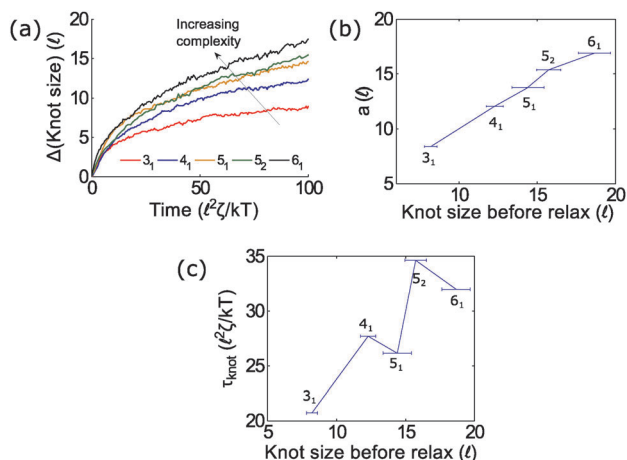 (a)
Δ(Knot size) (ℓ)
20
15
10
5
0
Increasing
complexity
3₁ 4₁ 5₁ 5₂ 6₁
0 50 100
Time (ℓ²ζ/kT)
(b)
a (ℓ)
20
15
10
5
3₁
4₁
5₁
5₂
6₁
10 15 20
Knot size before relax (ℓ)
(c)
τknot (ℓ²ζ/kT)
35
30
25
20
3₁
4₁
5₁
5₂
6₁
5 10 15 20
Knot size before relax (ℓ)